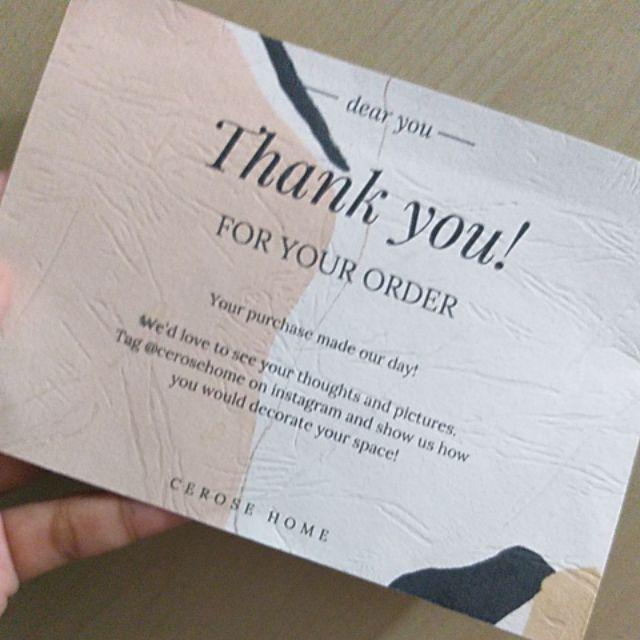 dear you
Thank you!
FOR YOUR ORDER
Your purchase made our day!
We'd love to see your thoughts and pictures.
Tag @cerosehome on Instagram and show us how
you would decorate your space!
CEROSE HOME